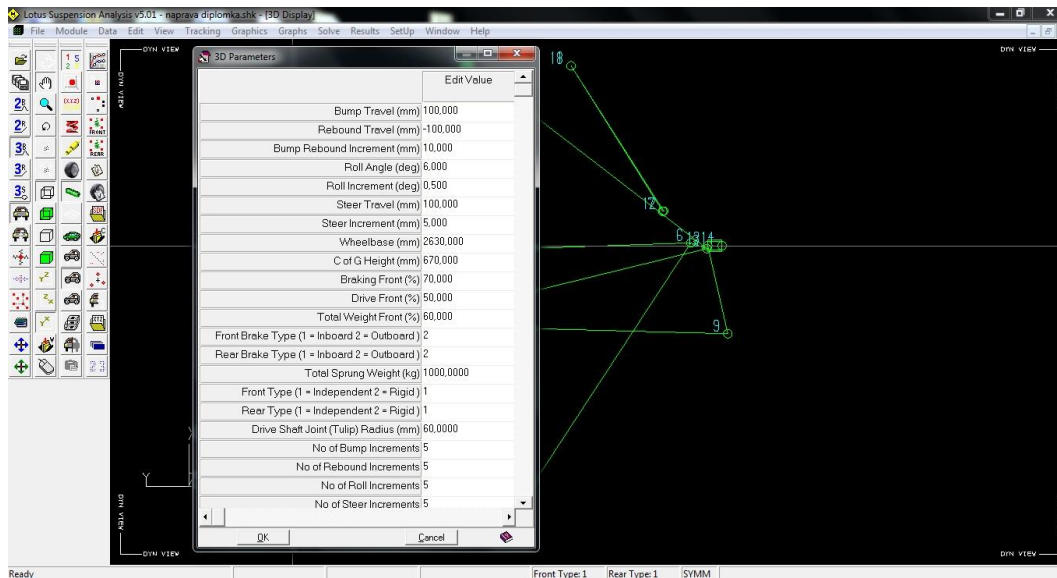 Lotus Suspension Analysis v5.01 - naprava diplomka.shk - [3D Display]
File Module Data Edit View Tracking Graphics Graphs Solve Results SetUp Window Help
DYN VIEW
DYN VIEW
DYN VIEW
3D Parameters
Edit Value
Bump Travel (mm) 100,000
Rebound Travel (mm) -100,000
Bump Rebound Increment (mm) 10,000
Roll Angle (deg) 6,000
Roll Increment (deg) 0,500
Steer Travel (mm) 100,000
Steer Increment (mm) 5,000
Wheelbase (mm) 2630,000
C of G Height (mm) 670,000
Braking Front (%) 70,000
Drive Front (%) 50,000
Total Weight Front (%) 60,000
Front Brake Type (1 = Inboard 2 = Outboard ) 2
Rear Brake Type (1 = Inboard 2 = Outboard ) 2
Total Sprung Weight (kg) 1000,0000
Front Type (1 = Independent 2 = Rigid ) 1
Rear Type (1 = Independent 2 = Rigid ) 1
Drive Shaft Joint (Tulip) Radius (mm) 60,0000
No of Bump Increments 5
No of Rebound Increments 5
No of Roll Increments 5
No of Steer Increments 5
OK Cancel
18
12
6
14
9
Y
DYN VIEW
DYN VIEW
DYN VIEW
Ready Front Type: 1 Rear Type: 1 SYMM